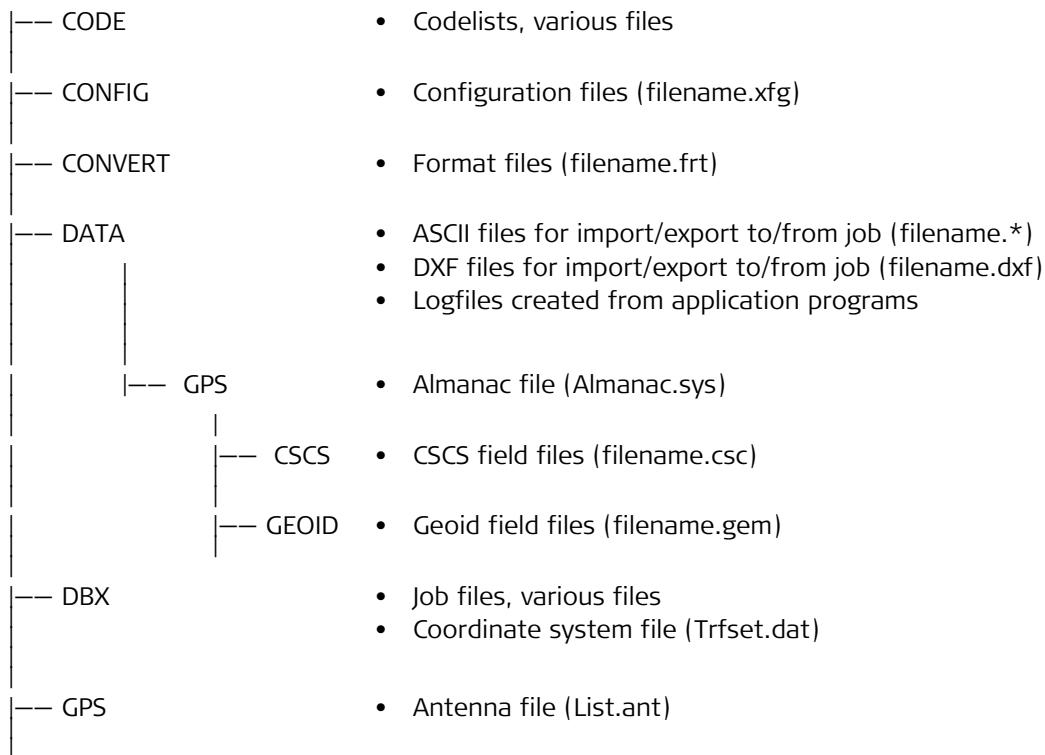 |–– CODE • Codelists, various files
|–– CONFIG • Configuration files (filename.xfg)
|–– CONVERT • Format files (filename.frt)
|–– DATA • ASCII files for import/export to/from job (filename.*)
• DXF files for import/export to/from job (filename.dxf)
• Logfiles created from application programs
|–– GPS • Almanac file (Almanac.sys)
|–– CSCS • CSCS field files (filename.csc)
|–– GEOID • Geoid field files (filename.gem)
|–– DBX • Job files, various files
• Coordinate system file (Trfset.dat)
|–– GPS • Antenna file (List.ant)